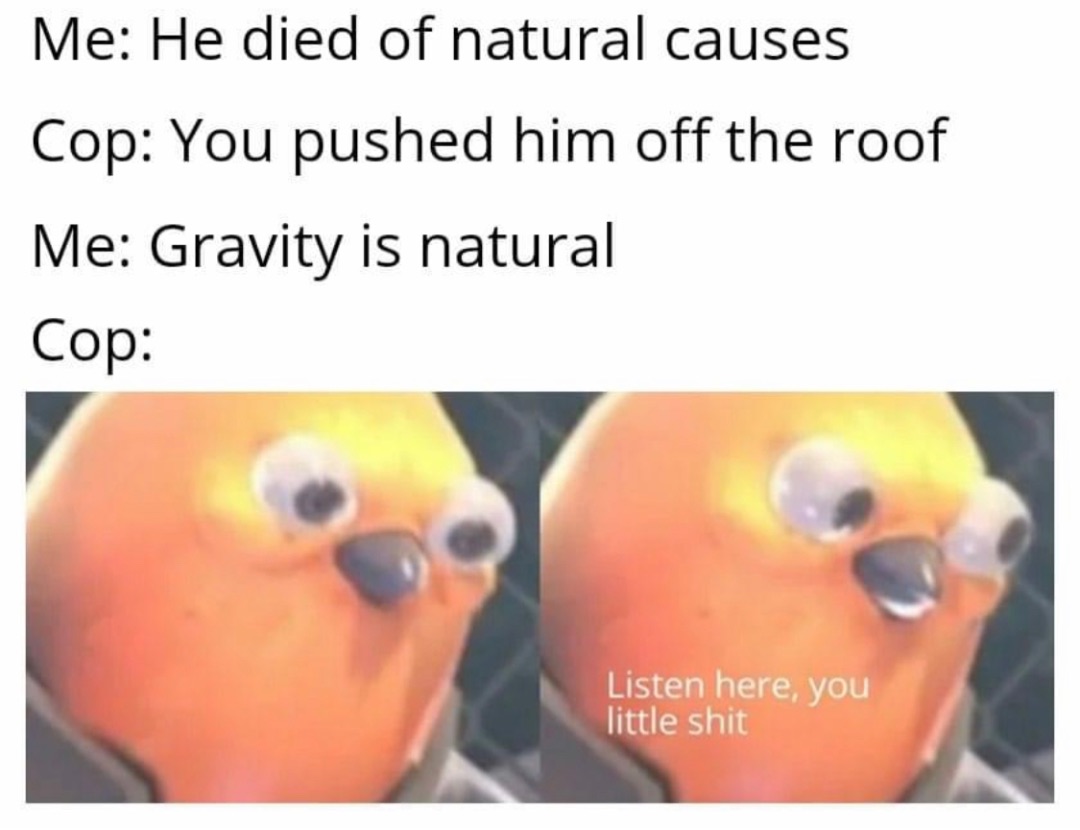 Me: He died of natural causes
Cop: You pushed him off the roof
Me: Gravity is natural
Cop:
Listen here, you
little shit